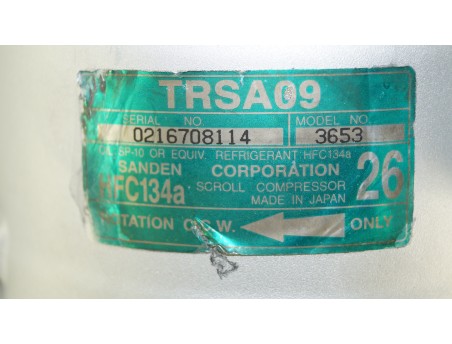 TRSA09
SERIAL NO MODEL NO.
0216708114 3653
SP-10 OR EQUIV. REFRIGERANT HFC134a
SANDEN CORPORATION 26
HFC134a SCROLL COMPRESSOR
MADE IN JAPAN
C.C.W. ONLY